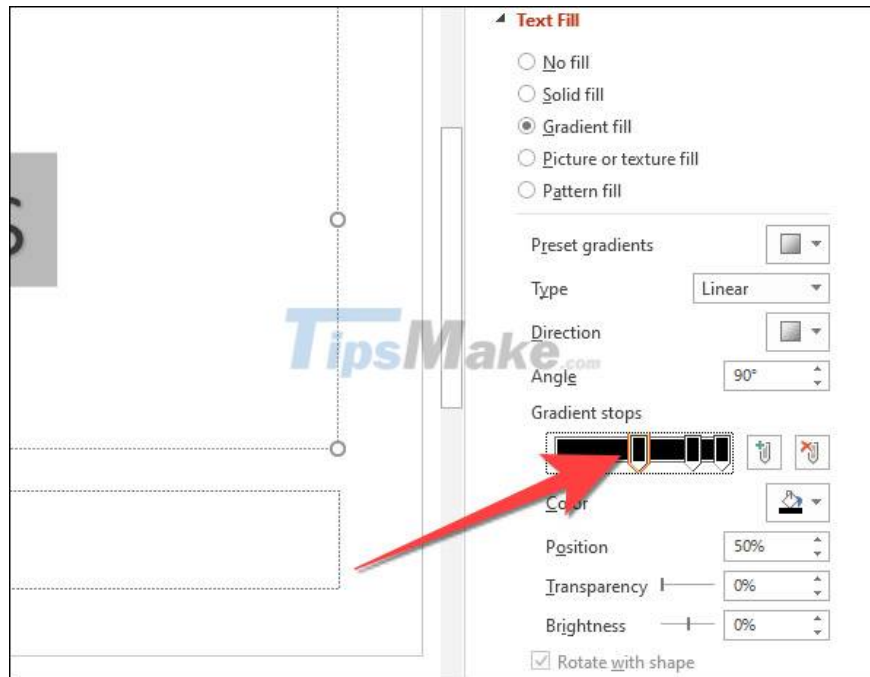 Text Fill
No fill
Solid fill
Gradient fill
Picture or texture fill
Pattern fill
Preset gradients
Type Linear
Direction
TipsMake.com
Angle 90°
Gradient stops
Color
Position 50%
Transparency 0%
Brightness 0%
Rotate with shape